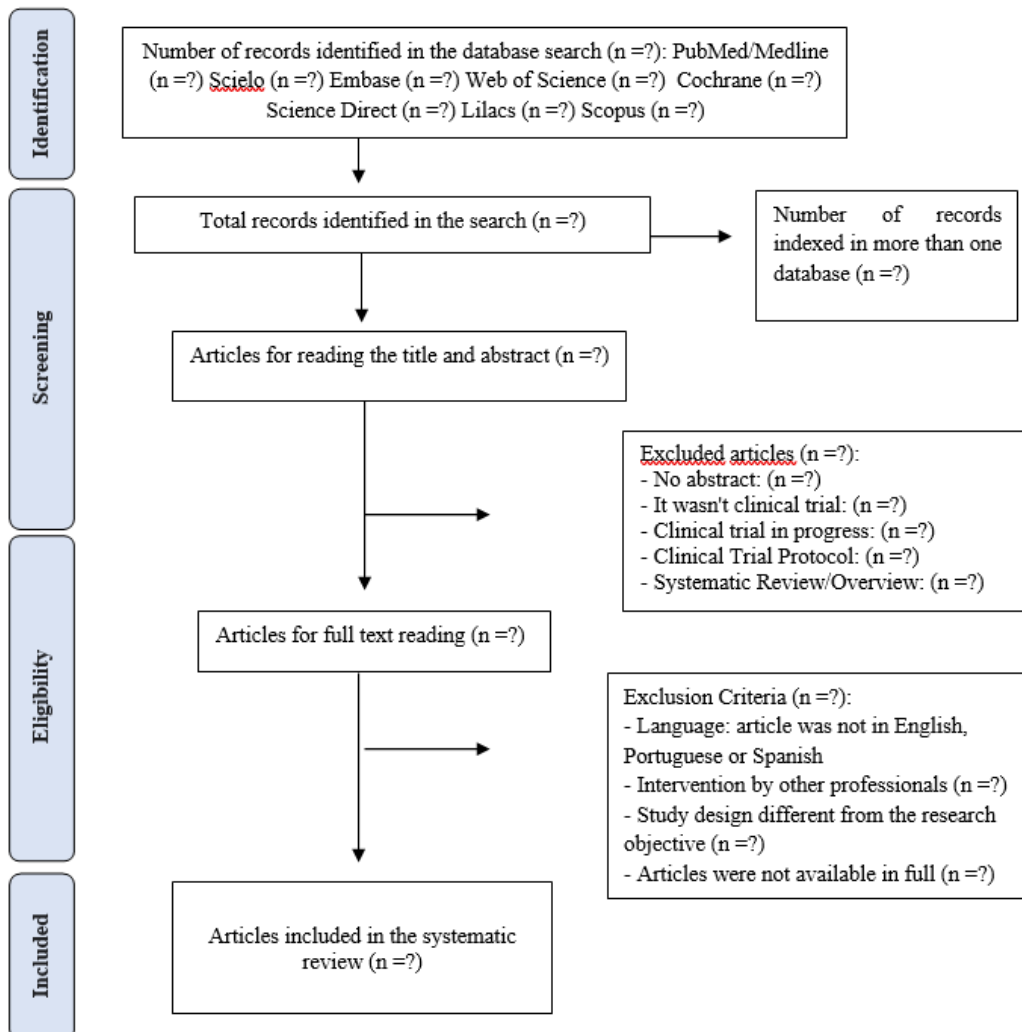 Identification
Number of records identified in the database search (n =?): PubMed/Medline
(n =?) Scielo (n =?) Embase (n =?) Web of Science (n =?) Cochrane (n =?)
Science Direct (n =?) Lilacs (n =?) Scopus (n =?)
Screening
Total records identified in the search (n =?)
Number of records
indexed in more than one
database (n =?)
Articles for reading the title and abstract (n =?)
Excluded articles (n =?):
- No abstract: (n =?)
- It wasn't clinical trial: (n =?)
- Clinical trial in progress: (n =?)
- Clinical Trial Protocol: (n =?)
- Systematic Review/Overview: (n =?)
Eligibility
Articles for full text reading (n =?)
Exclusion Criteria (n =?):
- Language: article was not in English,
Portuguese or Spanish
- Intervention by other professionals (n =?)
- Study design different from the research
objective (n =?)
- Articles were not available in full (n =?)
Included
Articles included in the systematic
review (n =?)